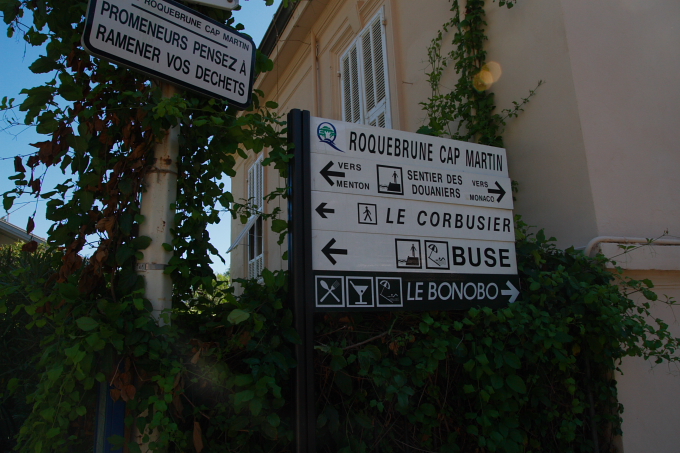 ROQUEBRUNE CAP MARTIN
PROMENEURS PENSEZ À
RAMENER VOS DECHETS
ROQUEBRUNE CAP MARTIN
VERS MENTON
SENTIER DES DOUANIERS
VERS MONACO
LE CORBUSIER
BUSE
LE BONOBO